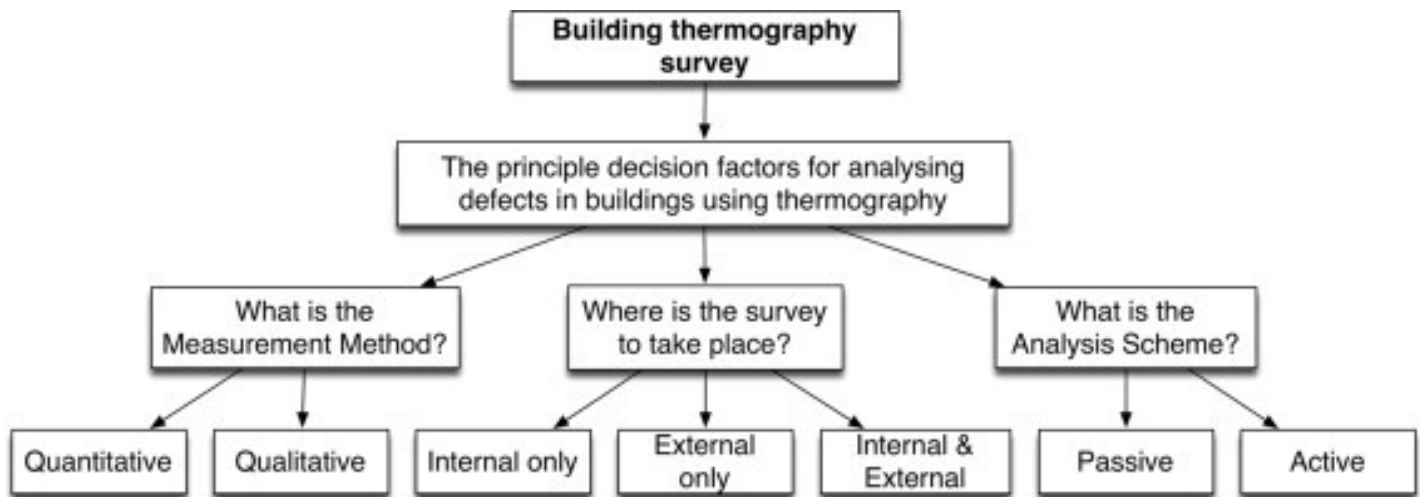 Building thermography
survey
The principle decision factors for analysing
defects in buildings using thermography
What is the
Measurement Method?
Where is the survey
to take place?
What is the
Analysis Scheme?
Quantitative
Qualitative
Internal only
External
only
Internal &
External
Passive
Active